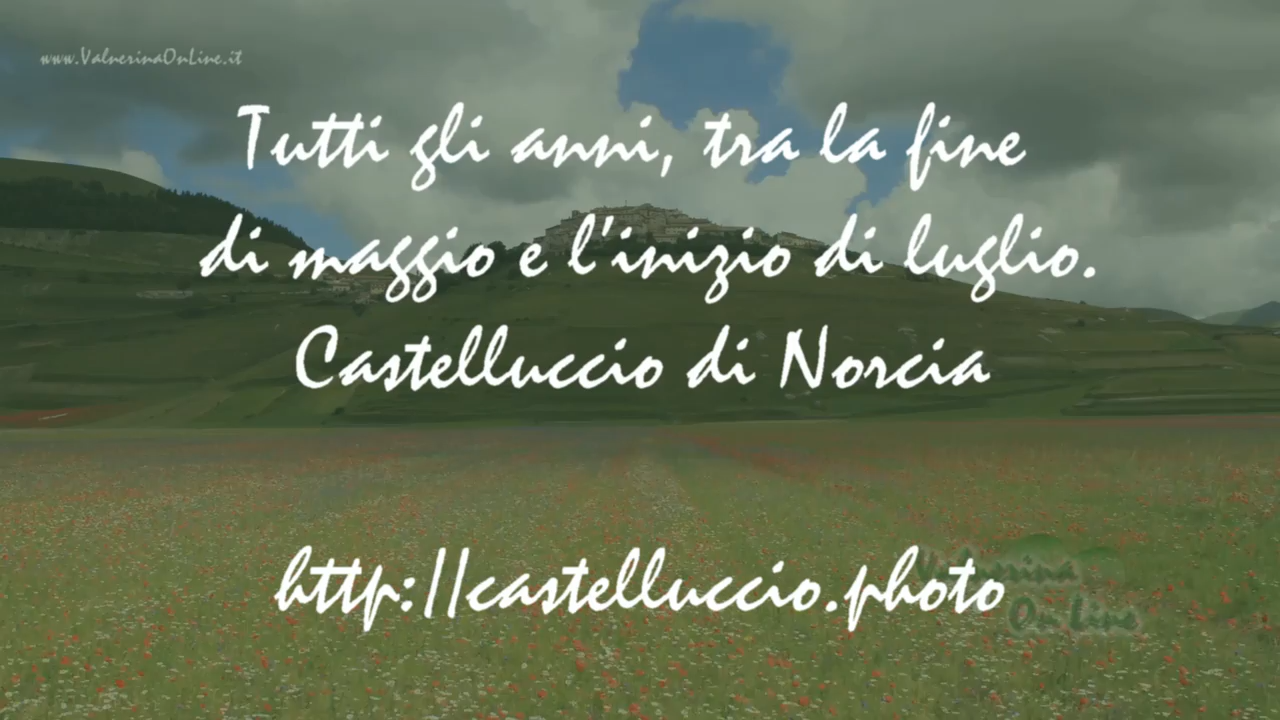 www.ValnerinaOnLine.it
Tutti gli anni, tra la fine
di maggio e l'inizio di luglio.
Castelluccio di Norcia
http://castelluccio.photo
Valnerina
On Line